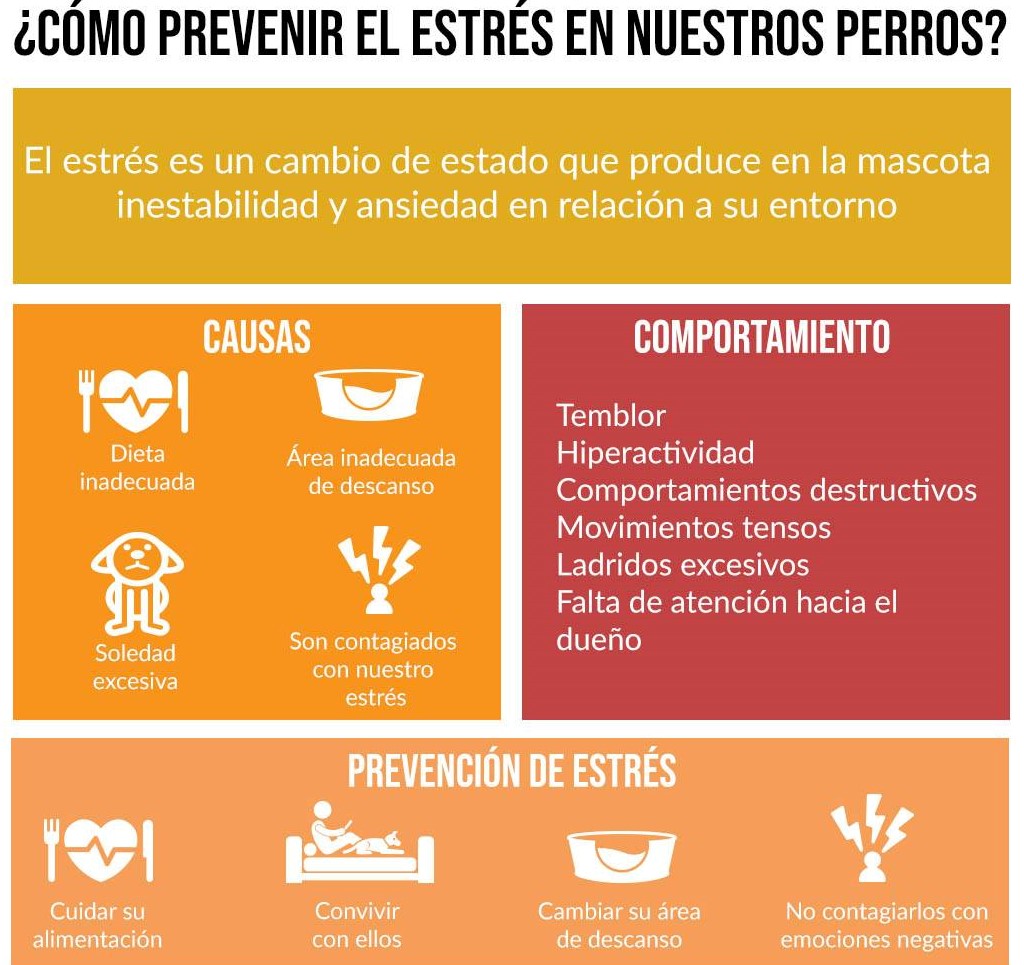 ¿CÓMO PREVENIR EL ESTRÉS EN NUESTROS PERROS?
El estrés es un cambio de estado que produce en la mascota
inestabilidad y ansiedad en relación a su entorno
CAUSAS
Dieta
inadecuada
Área inadecuada
de descanso
Soledad
excesiva
Son contagiados
con nuestro
estrés
COMPORTAMIENTO
Temblor
Hiperactividad
Comportamientos destructivos
Movimientos tensos
Ladridos excesivos
Falta de atención hacia el
dueño
PREVENCIÓN DE ESTRÉS
Cuidar su
alimentación
Convivir
con ellos
Cambiar su área
de descanso
No contagiarlos con
emociones negativas